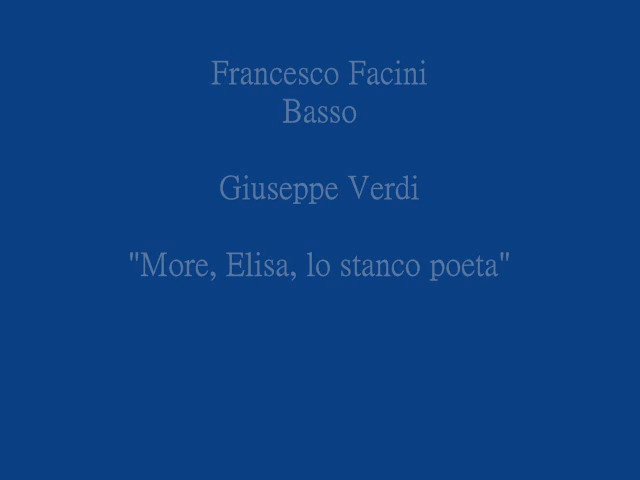 Francesco Facini
Basso
Giuseppe Verdi
"More, Elisa, lo stanco poeta"